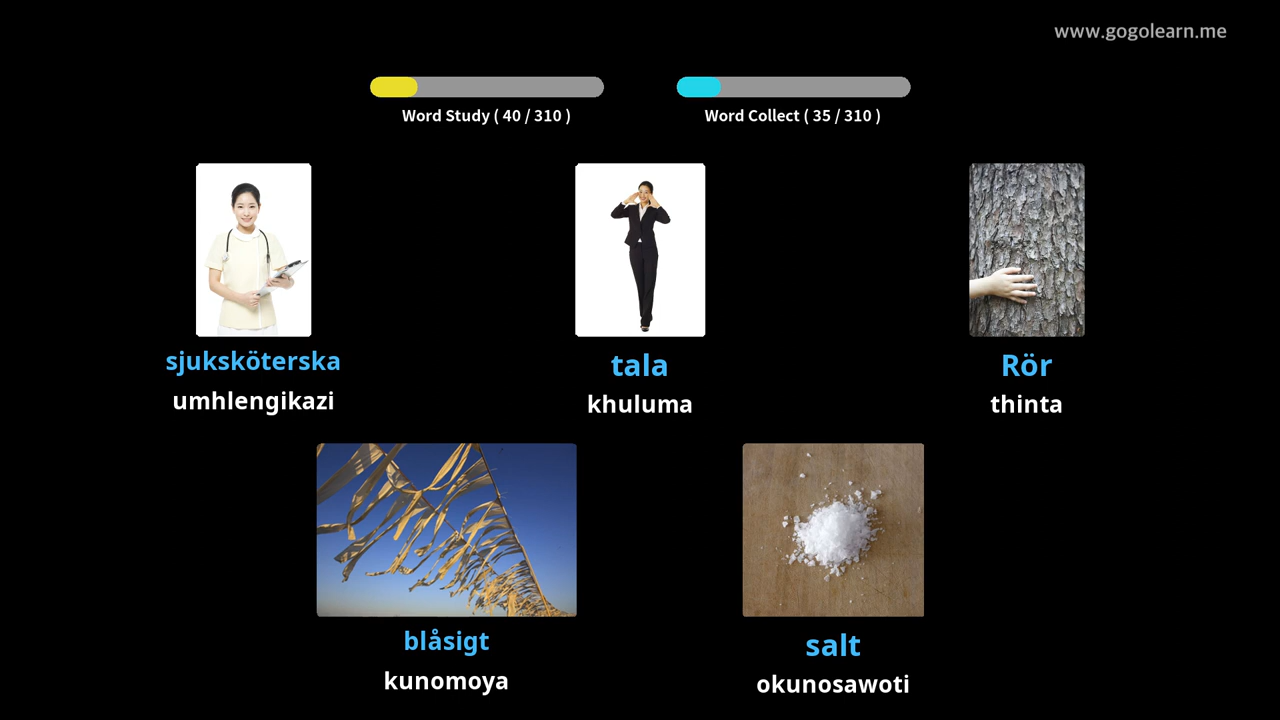 www.gogolearn.me
Word Study ( 40 / 310 )
Word Collect ( 35 / 310 )
sjuksköterska
umhlengikazi
tala
khuluma
Rör
thinta
blåsigt
kunomoya
salt
okunosawoti